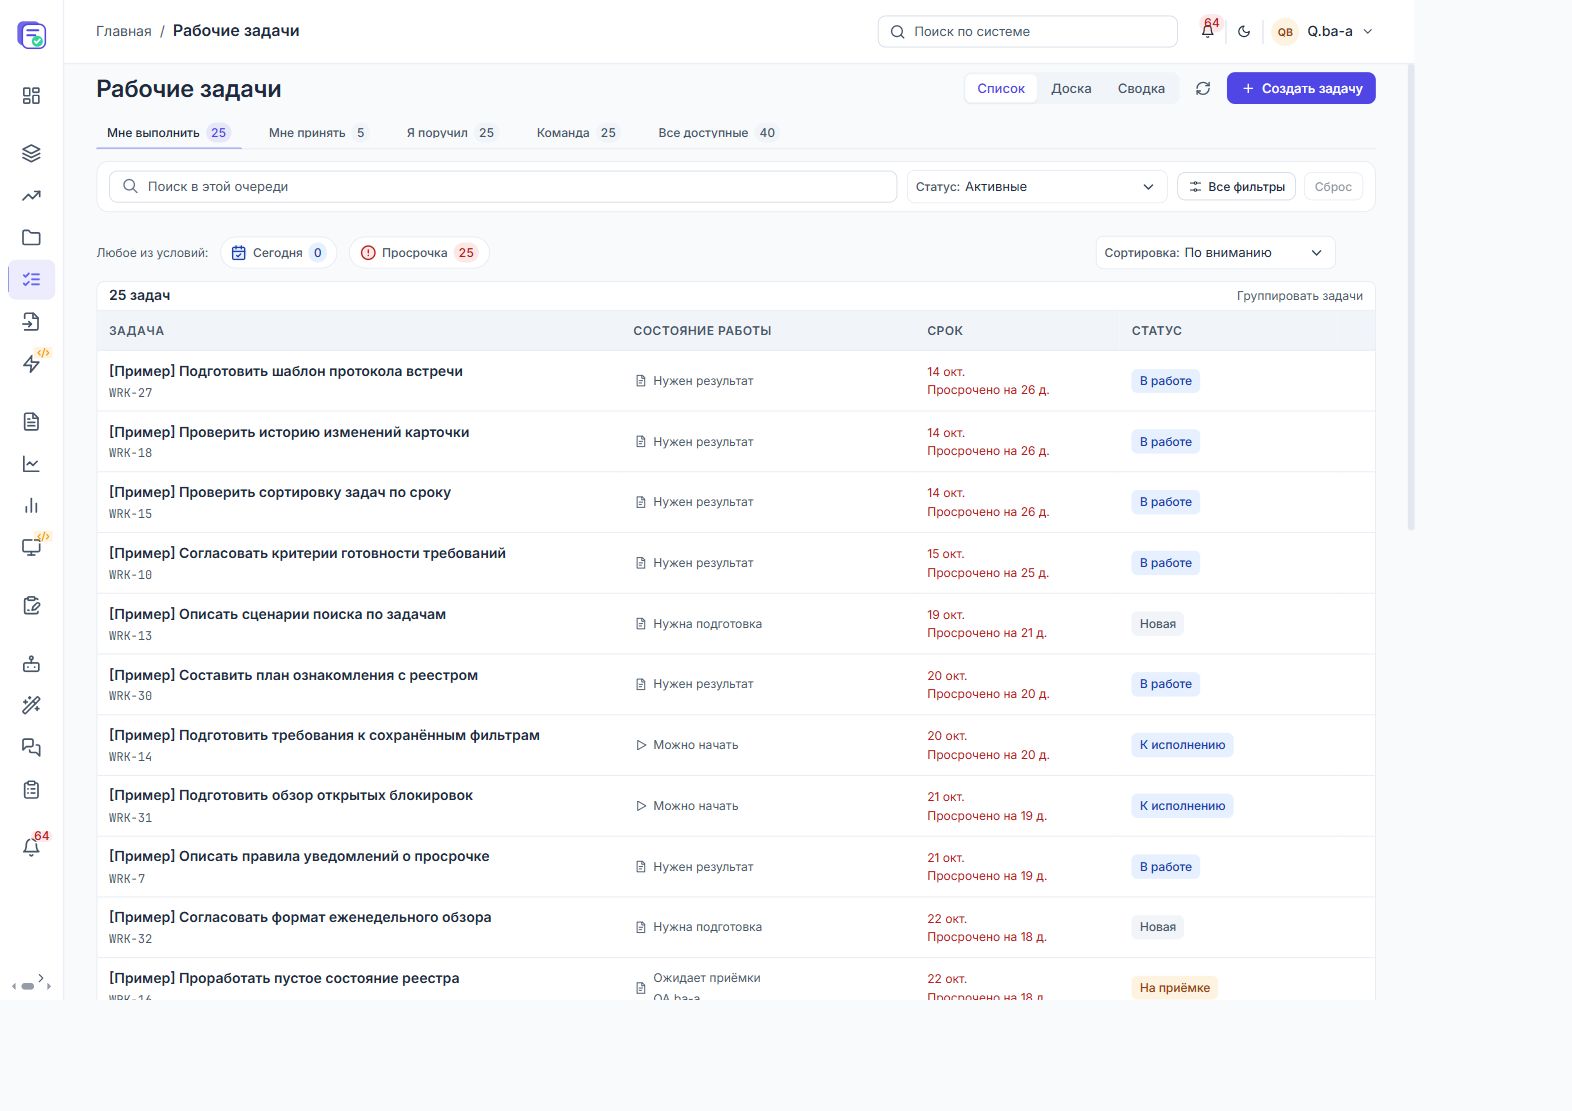 Главная / Рабочие задачи
Поиск по системе
64
QB
Q.ba-a
Рабочие задачи
Список
Доска
Сводка
+ Создать задачу
Мне выполнить 25
Мне принять 5
Я поручил 25
Команда 25
Все доступные 40
Поиск в этой очереди
Статус: Активные
Все фильтры
Сброс
Любое из условий:
Сегодня 0
Просрочка 25
Сортировка: По вниманию
25 задач
Группировать задачи
ЗАДАЧА
СОСТОЯНИЕ РАБОТЫ
СРОК
СТАТУС
[Пример] Подготовить шаблон протокола встречи
WRK-27
Нужен результат
14 окт.
Просрочено на 26 д.
В работе
[Пример] Проверить историю изменений карточки
WRK-18
Нужен результат
14 окт.
Просрочено на 26 д.
В работе
[Пример] Проверить сортировку задач по сроку
WRK-15
Нужен результат
14 окт.
Просрочено на 26 д.
В работе
[Пример] Согласовать критерии готовности требований
WRK-10
Нужен результат
15 окт.
Просрочено на 25 д.
В работе
[Пример] Описать сценарии поиска по задачам
WRK-13
Нужна подготовка
19 окт.
Просрочено на 21 д.
Новая
[Пример] Составить план ознакомления с реестром
WRK-30
Нужен результат
20 окт.
Просрочено на 20 д.
В работе
[Пример] Подготовить требования к сохранённым фильтрам
WRK-14
Можно начать
20 окт.
Просрочено на 20 д.
К исполнению
[Пример] Подготовить обзор открытых блокировок
WRK-31
Можно начать
21 окт.
Просрочено на 19 д.
К исполнению
[Пример] Описать правила уведомлений о просрочке
WRK-7
Нужен результат
21 окт.
Просрочено на 19 д.
В работе
[Пример] Согласовать формат еженедельного обзора
WRK-32
Нужна подготовка
22 окт.
Просрочено на 18 д.
Новая
[Пример] Проработать пустое состояние реестра
WRK-16
Ожидает приёмки
QA.ba-a
22 окт.
Просрочено на 18 д.
На приёмке
</>
</>
64